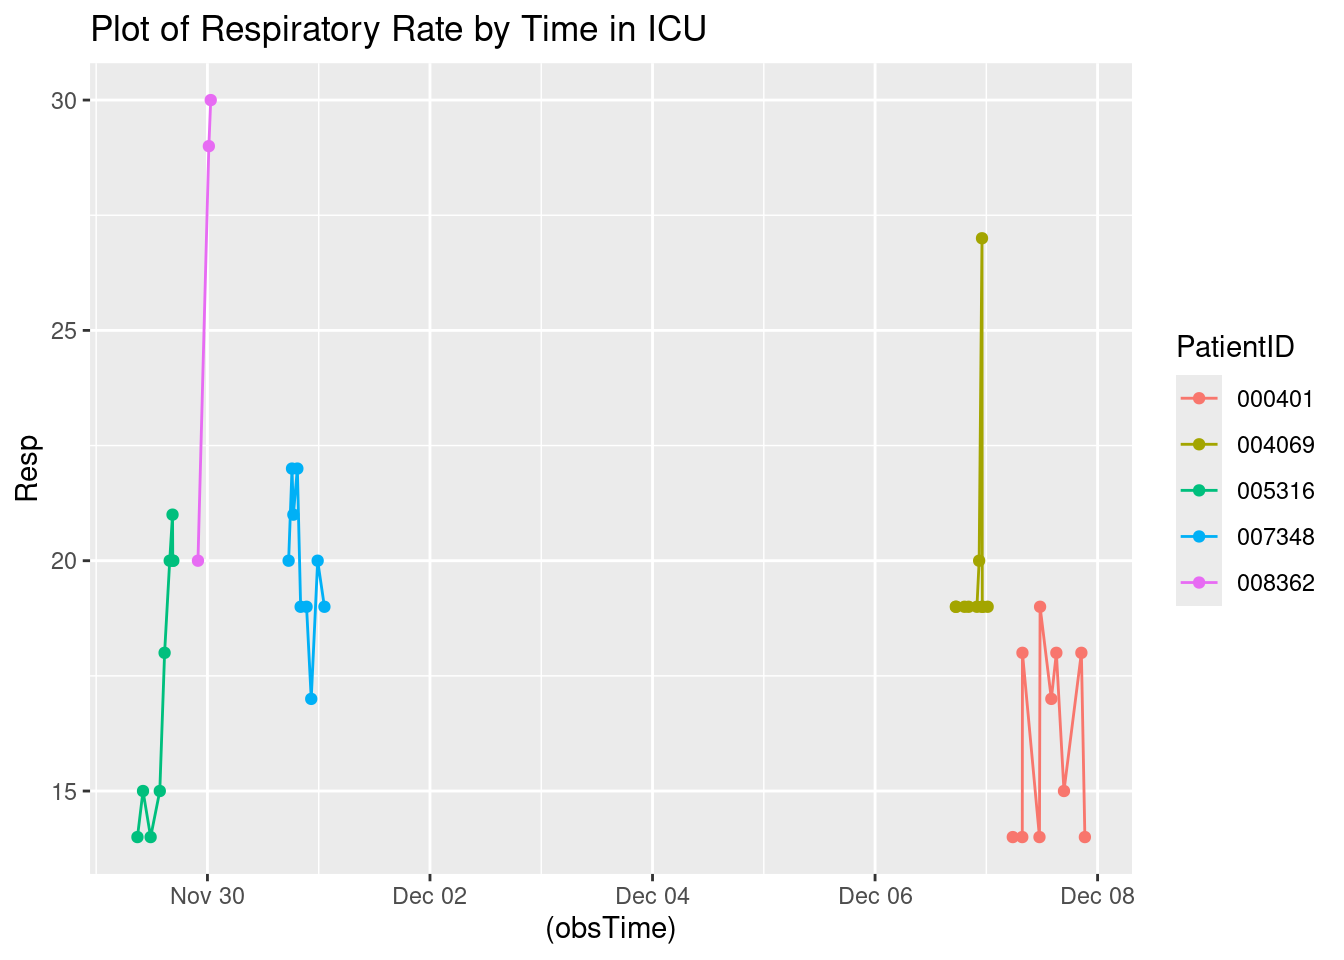 Plot of Respiratory Rate by Time in ICU
30
25
20
15
Resp
Nov 30
Dec 02
Dec 04
Dec 06
Dec 08
(obsTime)
PatientID
000401
004069
005316
007348
008362